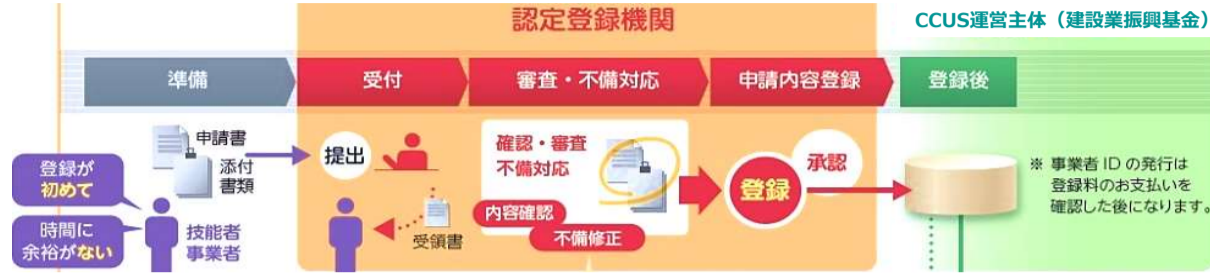 認定登録機関
CCUS運営主体（建設業振興基金）
準備
受付
審査・不備対応
申請内容登録
登録後
申請書
添付
書類
登録が
初めて
時間に
余裕がない
技能者
事業者
提出
受領書
確認・審査
不備対応
内容確認
不備修正
登録
承認
※ 事業者 ID の発行は
登録料のお支払いを
確認した後になります。